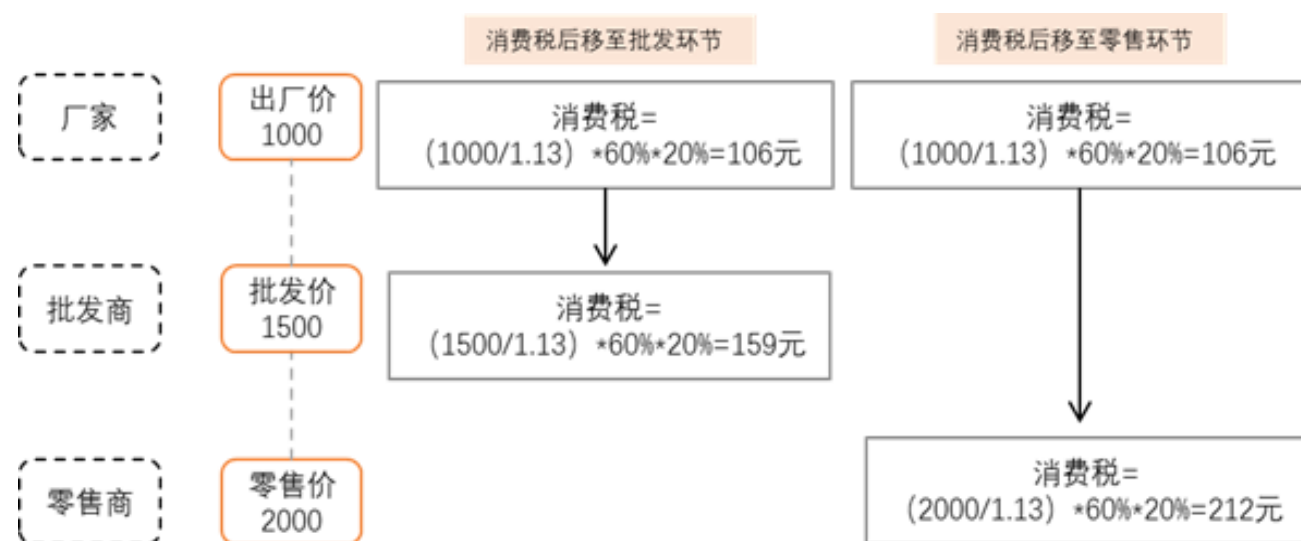 消费税后移至批发环节
消费税后移至零售环节
厂家
出厂价
1000
消费税=
（1000/1.13）*60%*20%=106元
消费税=
（1000/1.13）*60%*20%=106元
批发商
批发价
1500
消费税=
（1500/1.13）*60%*20%=159元
零售商
零售价
2000
消费税=
（2000/1.13）*60%*20%=212元